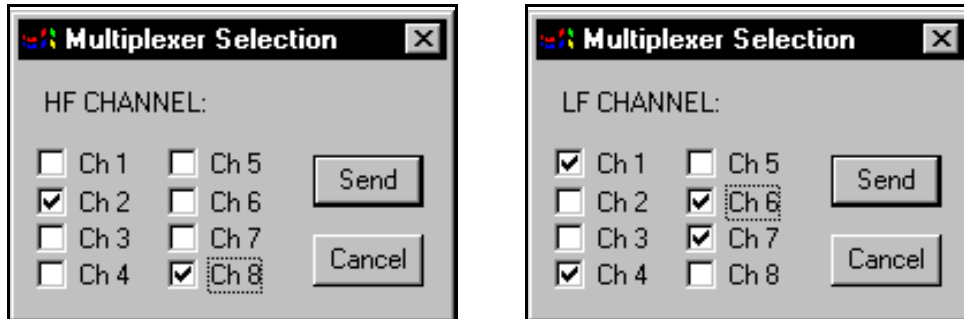 Multiplexer Selection
HF CHANNEL:
Ch 1 Ch 5
Ch 2 Ch 6
Ch 3 Ch 7
Ch 4 Ch 8
Send
Cancel
Multiplexer Selection
LF CHANNEL:
Ch 1 Ch 5
Ch 2 Ch 6
Ch 3 Ch 7
Ch 4 Ch 8
Send
Cancel